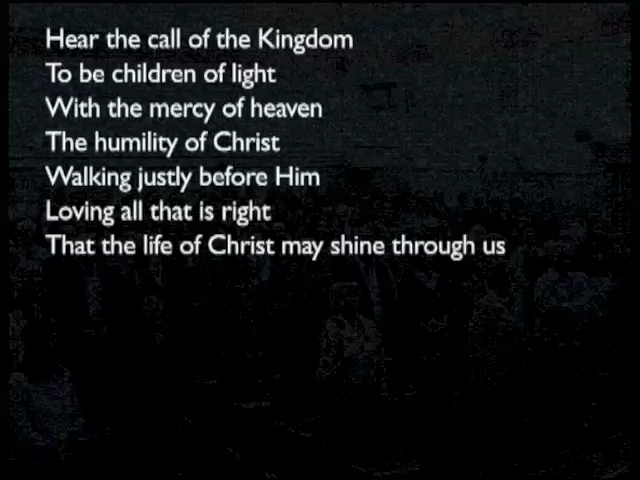 Hear the call of the Kingdom
To be children of light
With the mercy of heaven
The humility of Christ
Walking justly before Him
Loving all that is right
That the life of Christ may shine through us